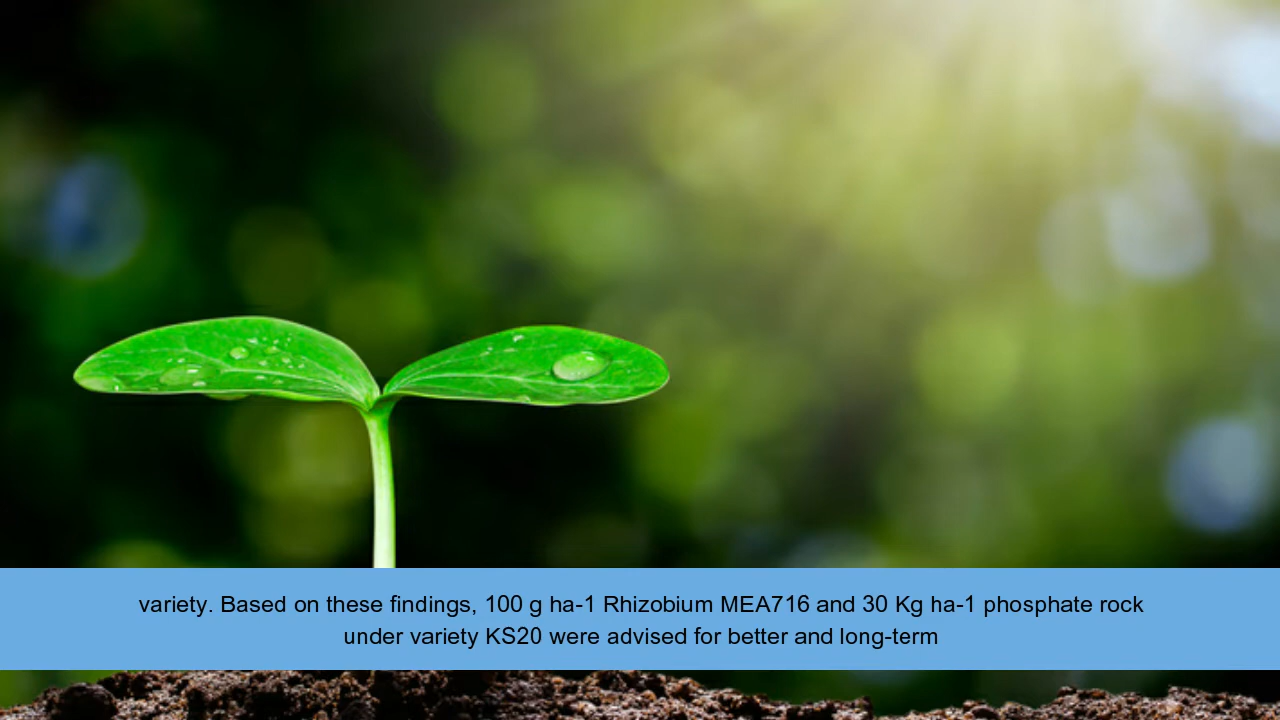 variety. Based on these findings, 100 g ha-1 Rhizobium MEA716 and 30 Kg ha-1 phosphate rock
under variety KS20 were advised for better and long-term